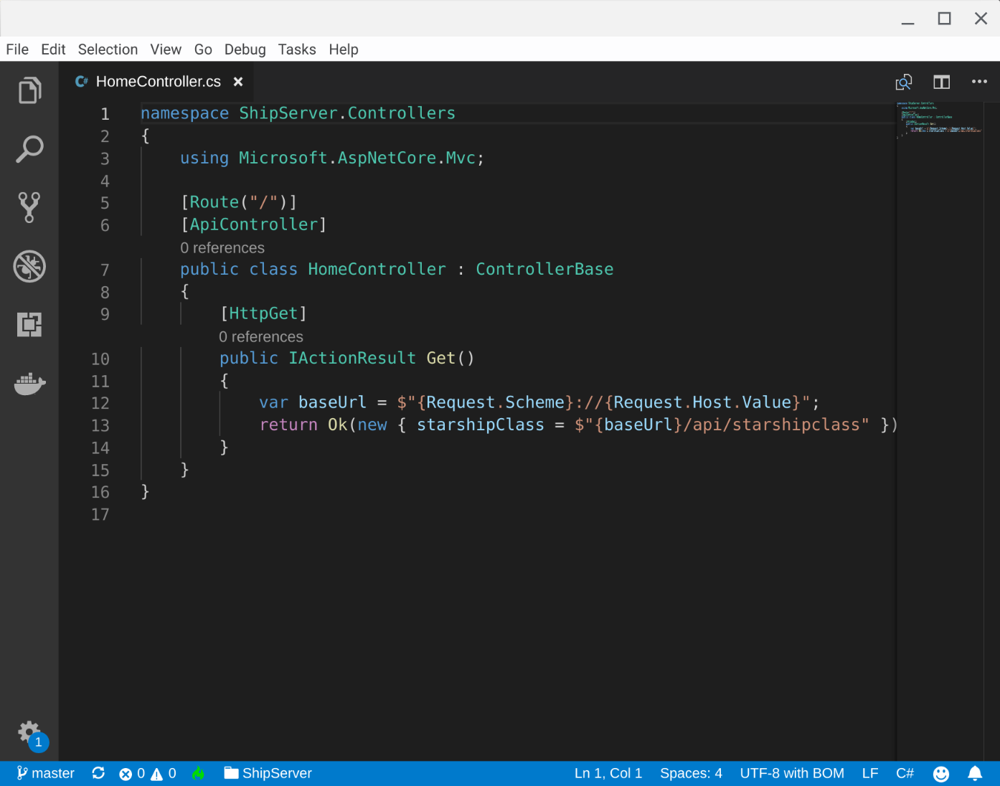 File Edit Selection View Go Debug Tasks Help
C# HomeController.cs ×
1 namespace ShipServer.Controllers
2 {
3 using Microsoft.AspNetCore.Mvc;
4
5 [Route("/")]
6 [ApiController]
0 references
7 public class HomeController : ControllerBase
8 {
9 [HttpGet]
0 references
10 public IActionResult Get()
11 {
12 var baseUrl = $"{Request.Scheme}://{Request.Host.Value}";
13 return Ok(new { starshipClass = $"{baseUrl}/api/starshipclass" })
14 }
15 }
16 }
17
1
master 0 0 ShipServer Ln 1, Col 1 Spaces: 4 UTF-8 with BOM LF C#